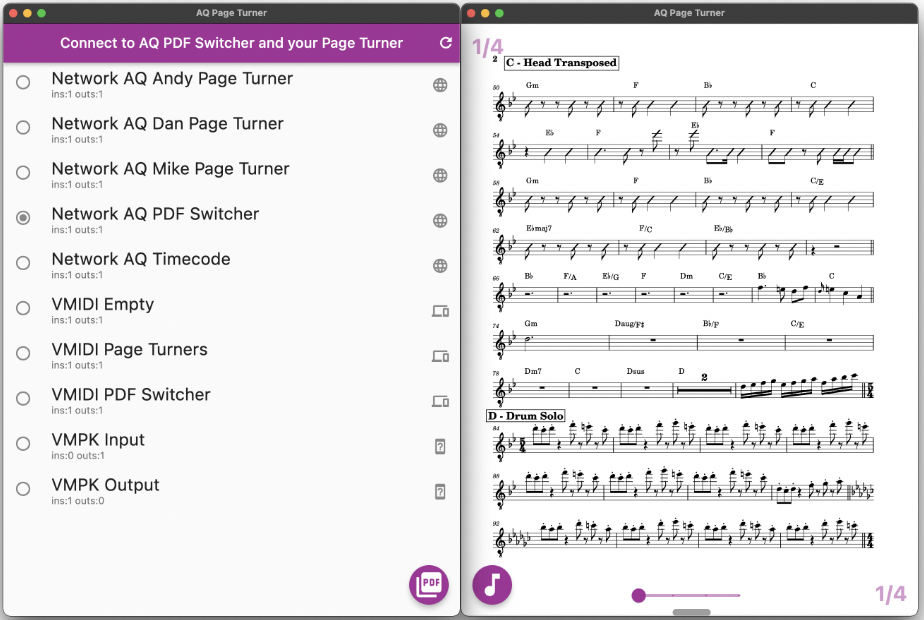 AQ Page Turner
Connect to AQ PDF Switcher and your Page Turner
Network AQ Andy Page Turner
ins:1 outs:1
Network AQ Dan Page Turner
ins:1 outs:1
Network AQ Mike Page Turner
ins:1 outs:1
Network AQ PDF Switcher
ins:1 outs:1
Network AQ Timecode
ins:1 outs:1
VMIDI Empty
ins:1 outs:1
VMIDI Page Turners
ins:1 outs:1
VMIDI PDF Switcher
ins:1 outs:1
VMPK Input
ins:0 outs:1
VMPK Output
ins:1 outs:0
PDF
AQ Page Turner
1/4
2 C - Head Transposed
50 Gm F B♭ C
54 E♭ F E♭ F
58 Gm F B♭ C/E
62 E♭maj7 F/C E♭/B♭
66 B♭ F/A E♭/G F Dm C/E B♭ C
74 Gm Daug/F♯ B♭/F C/E
78 Dm7 C Dsus D 2 5/4
D - Drum Solo
84 5/4
88
92 4/4
1/4